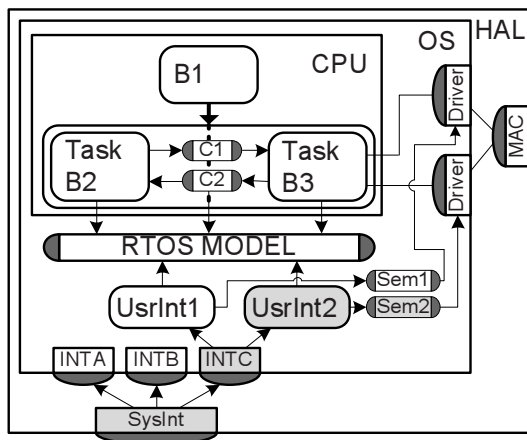 HAL
OS
CPU
B1
Task
B2
C1
C2
Task
B3
Driver
Driver
MAC
RTOS MODEL
UsrInt1
UsrInt2
Sem1
Sem2
INTA
INTB
INTC
SysInt